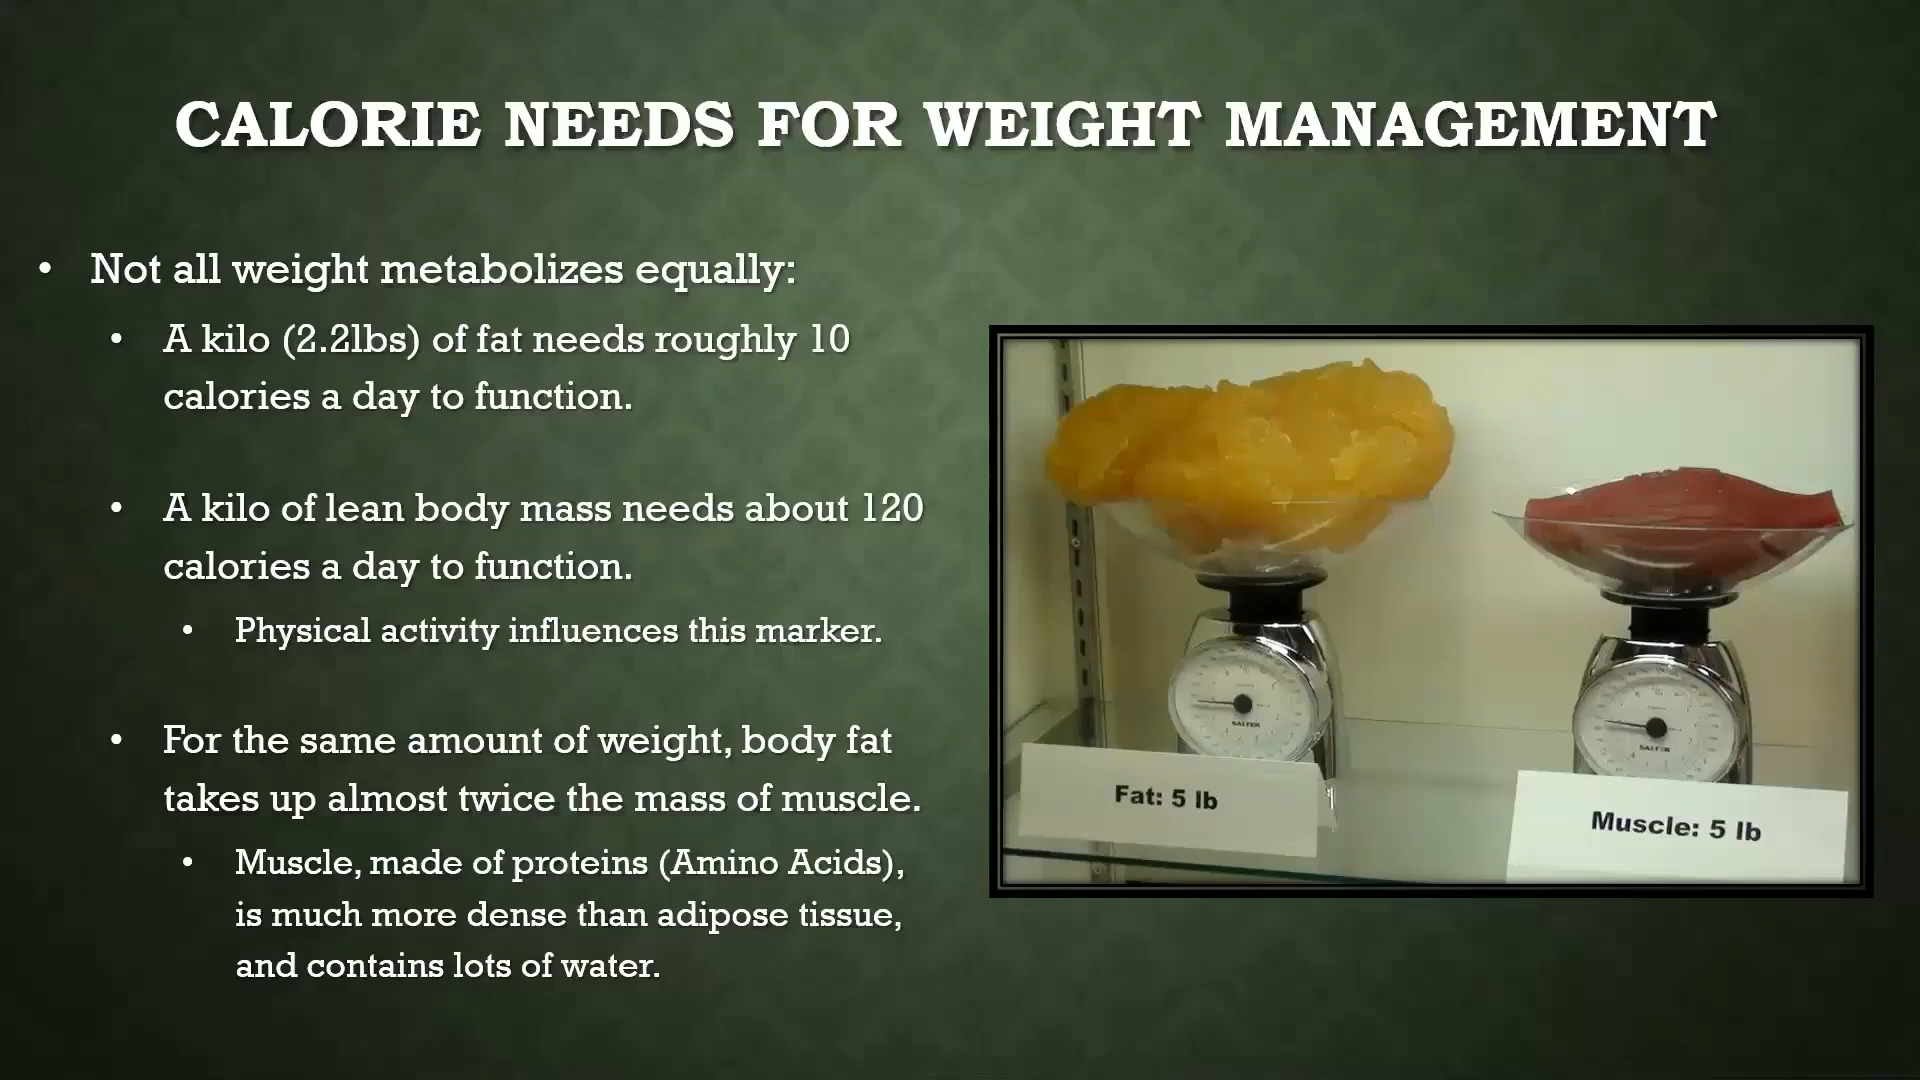 CALORIE NEEDS FOR WEIGHT MANAGEMENT
• Not all weight metabolizes equally:
• A kilo (2.2lbs) of fat needs roughly 10
calories a day to function.
• A kilo of lean body mass needs about 120
calories a day to function.
• Physical activity influences this marker.
• For the same amount of weight, body fat
takes up almost twice the mass of muscle.
• Muscle, made of proteins (Amino Acids),
is much more dense than adipose tissue,
and contains lots of water.
SALTER
SALTER
Fat: 5 lb
Muscle: 5 lb